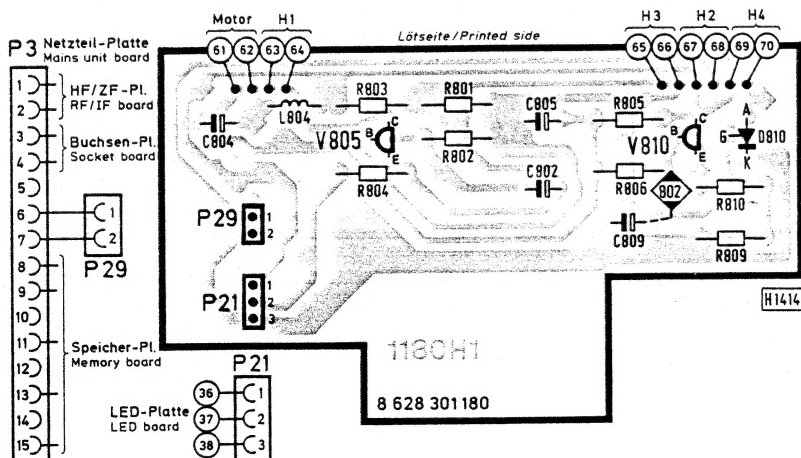 Motor H1
Lötseite/Printed side
H3 H2 H4
P3 Netzteil-Platte
Mains unit board
61 62 63 64
65 66 67 68 69 70
1
2
3
4
5
6
7
8
9
10
11
12
13
14
15
HF/ZF-Pl.
RF/IF board
Buchsen-Pl.
Socket board
1
2
P29
Speicher-Pl.
Memory board
C804
L804
R803
R801
V805
B
C
E
R802
R804
C805
C802
R805
V810
B
C
E
A
G
D810
K
R806
802
R810
C809
R809
P29
1
2
P21
1
2
3
H1414
1180H1
8 628 301180
P21
LED-Platte
LED board
36
37
38
1
2
3